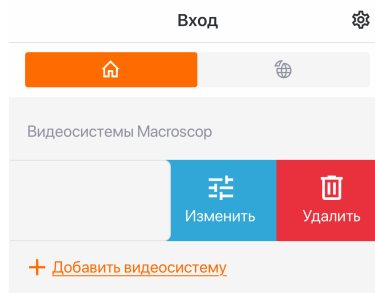 Вход
Видеосистемы Macroscop
Изменить
Удалить
Добавить видеосистему